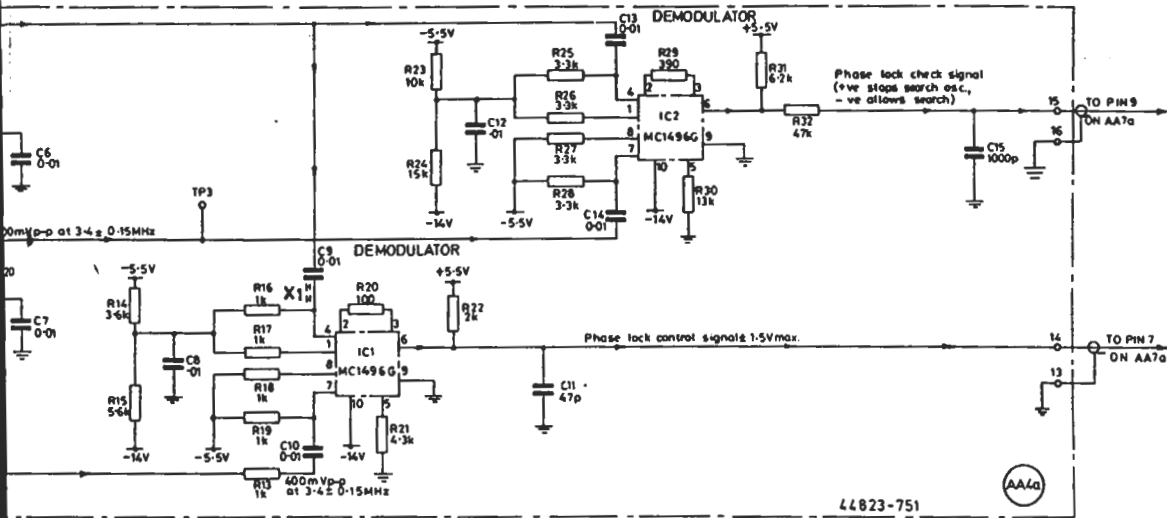 DEMODULATOR
C13
0·01
-5·5V
R23
10k
R25
3·3k
R26
3·3k
R27
3·3k
R28
3·3k
C12
·01
R24
15k
-14V
-5·5V
C14
0·01
R29
390
2
3
4
1
8
7
6
9
10
5
IC2
MC1496G
-14V
R30
13k
+5·5V
R31
6·2k
R32
47k
Phase lock check signal
(+ve stops search osc.,
-ve allows search)
C15
1000p
15
16
TO PIN 9
ON AA7a
C6
0·01
TP3
0mVp-p at 3·4 ± 0·15MHz
20
C7
0·01
DEMODULATOR
C9
0·01
X1
-5·5V
R14
3·6k
R15
5·6k
-14V
C8
·01
R16
1k
R17
1k
R18
1k
R19
1k
-5·5V
C10
0·01
R13
1k
400mVp-p
at 3·4 ± 0·15MHz
R20
100
2
3
4
1
8
7
6
9
10
5
IC1
MC1496G
-14V
R21
4·3k
+5·5V
R22
2k
C11
47p
Phase lock control signal ± 1·5V max.
14
13
TO PIN 7
ON AA7a
AA4a
44823-751